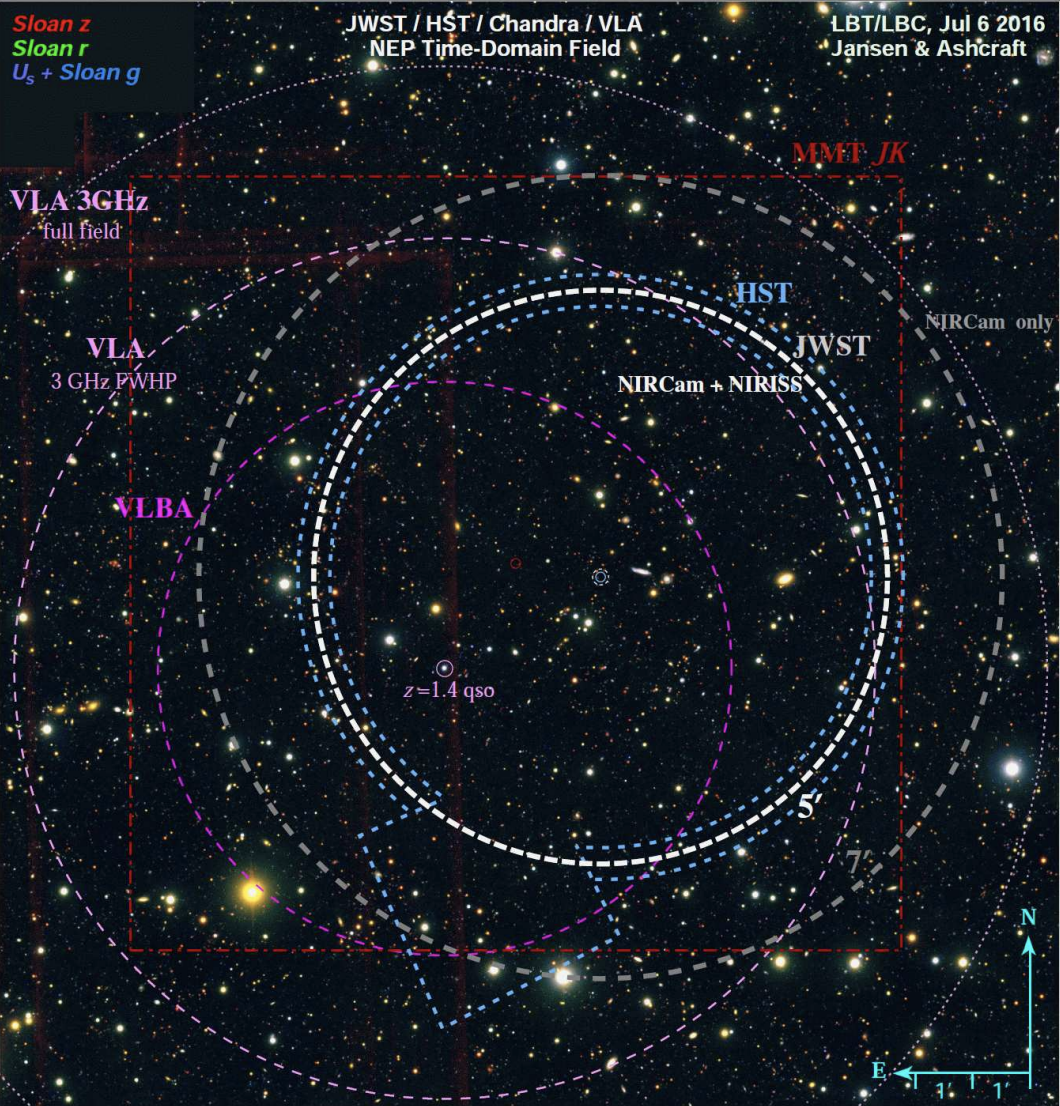 Sloan z
Sloan r
Us + Sloan g
JWST / HST / Chandra / VLA
NEP Time-Domain Field
LBT/LBC, Jul 6 2016
Jansen & Ashcraft
MMT JK
VLA 3GHz
full field
HST
NIRCam only
VLA
3 GHz FWHP
JWST
NIRCam + NIRISS
VLBA
z=1.4 qso
5′
7′
N
E
1′
1′